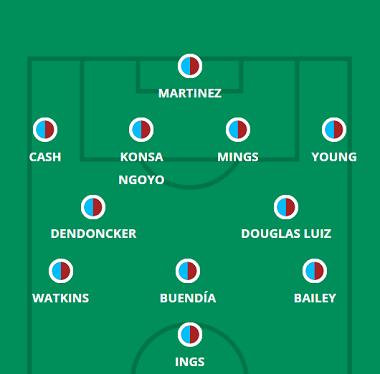 MARTINEZ
CASH KONSA MINGS YOUNG
NGOYO
DENDONCKER DOUGLAS LUIZ
WATKINS BUENDÍA BAILEY
INGS